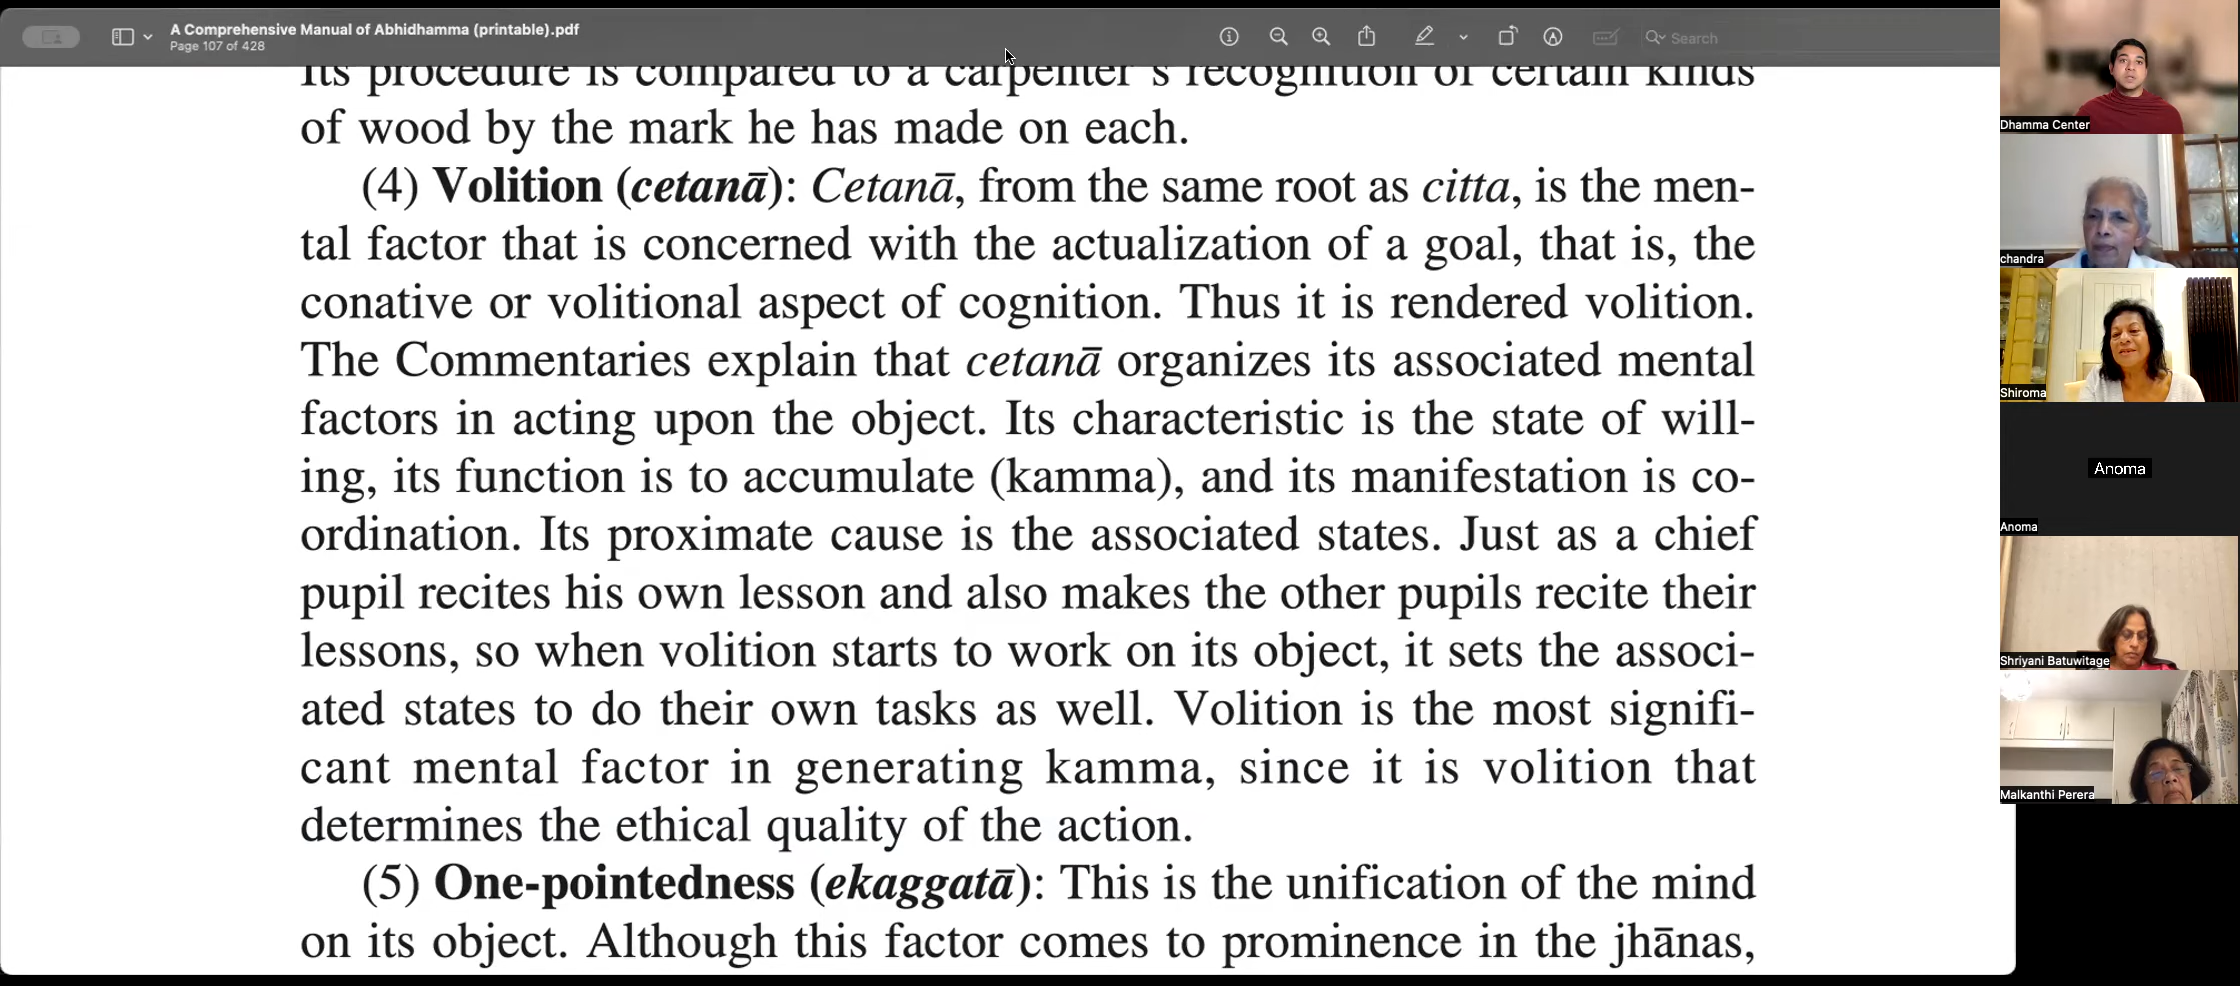 A Comprehensive Manual of Abhidhamma (printable).pdf
Page 107 of 428
Search
Its procedure is compared to a carpenter's recognition of certain kinds
of wood by the mark he has made on each.
(4) Volition (cetanā): Cetanā, from the same root as citta, is the men-
tal factor that is concerned with the actualization of a goal, that is, the
conative or volitional aspect of cognition. Thus it is rendered volition.
The Commentaries explain that cetanā organizes its associated mental
factors in acting upon the object. Its characteristic is the state of will-
ing, its function is to accumulate (kamma), and its manifestation is co-
ordination. Its proximate cause is the associated states. Just as a chief
pupil recites his own lesson and also makes the other pupils recite their
lessons, so when volition starts to work on its object, it sets the associ-
ated states to do their own tasks as well. Volition is the most signifi-
cant mental factor in generating kamma, since it is volition that
determines the ethical quality of the action.
(5) One-pointedness (ekaggatā): This is the unification of the mind
on its object. Although this factor comes to prominence in the jhānas,
Dhamma Center
chandra
Shiroma
Anoma
Anoma
Shriyani Batuwitage
Malkanthi Perera